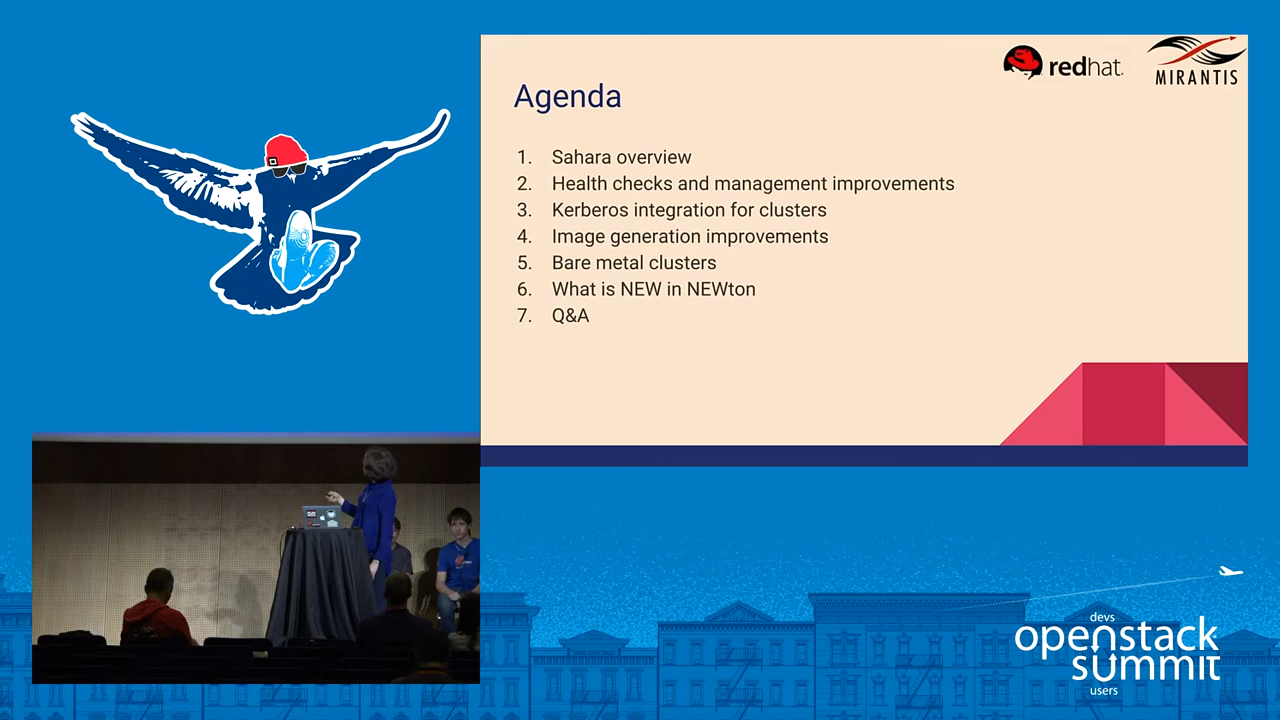 redhat.
MIRANTIS
Agenda
1. Sahara overview
2. Health checks and management improvements
3. Kerberos integration for clusters
4. Image generation improvements
5. Bare metal clusters
6. What is NEW in NEWton
7. Q&A
devs
openstack
summit
users